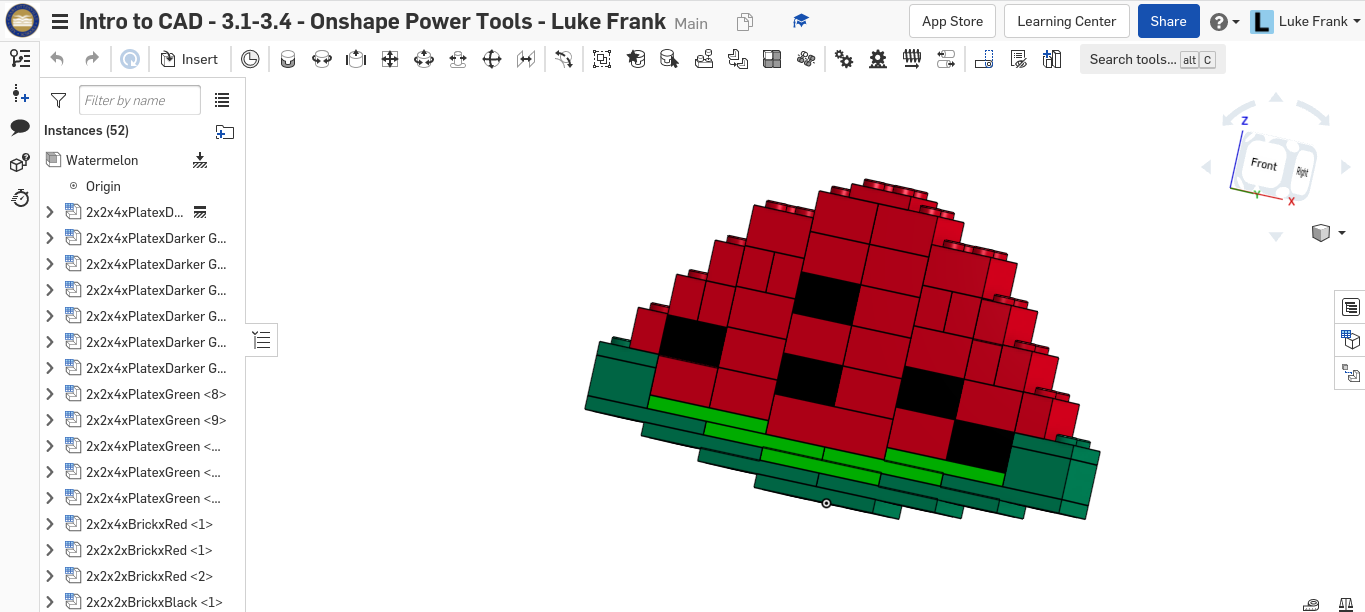 Intro to CAD - 3.1-3.4 - Onshape Power Tools - Luke Frank Main
App Store
Learning Center
Share
Luke Frank
Insert
Search tools... alt C
Filter by name
Instances (52)
Watermelon
Origin
2x2x4xPlatexD...
2x2x4xPlatexDarker G...
2x2x4xPlatexDarker G...
2x2x4xPlatexDarker G...
2x2x4xPlatexDarker G...
2x2x4xPlatexDarker G...
2x2x4xPlatexDarker G...
2x2x4xPlatexGreen <8>
2x2x4xPlatexGreen <9>
2x2x4xPlatexGreen <...
2x2x4xPlatexGreen <...
2x2x4xPlatexGreen <...
2x2x4xBrickxRed <1>
2x2x2xBrickxRed <1>
2x2x2xBrickxRed <2>
2x2x2xBrickxBlack <1>
Z
Front
Right
Y
X